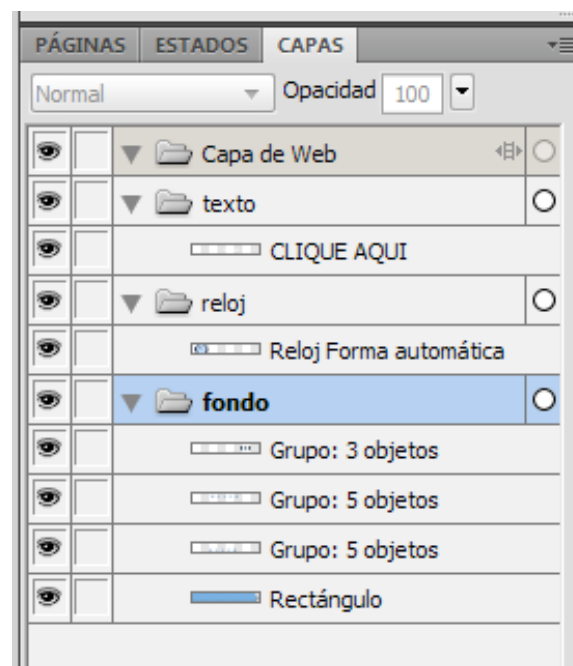 PÁGINAS ESTADOS CAPAS
Normal Opacidad 100
Capa de Web
texto
CLIQUE AQUI
reloj
Reloj Forma automática
fondo
Grupo: 3 objetos
Grupo: 5 objetos
Grupo: 5 objetos
Rectángulo